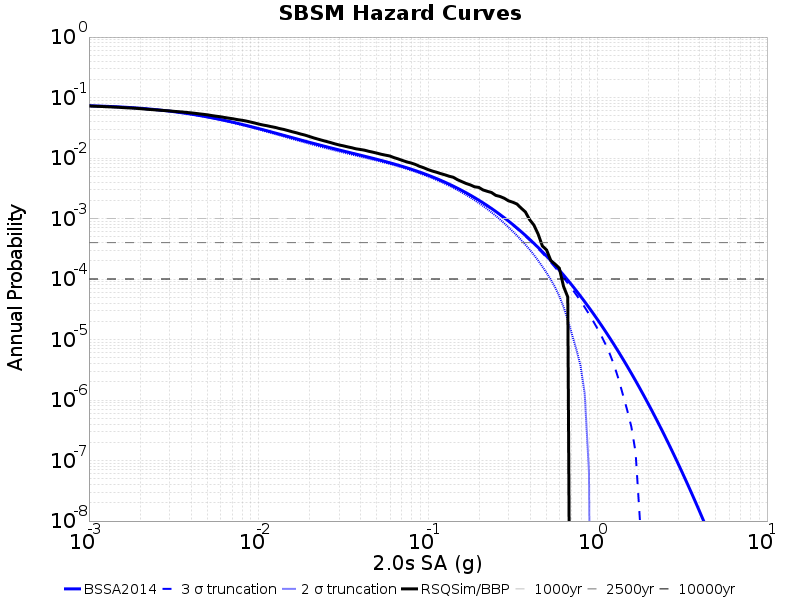 SBSM Hazard Curves
Annual Probability
10^0
10^-1
10^-2
10^-3
10^-4
10^-5
10^-6
10^-7
10^-8
10^-3 10^-2 10^-1 10^0 10^1
2.0s SA (g)
BSSA2014 3 σ truncation 2 σ truncation RSQSim/BBP 1000yr 2500yr 10000yr